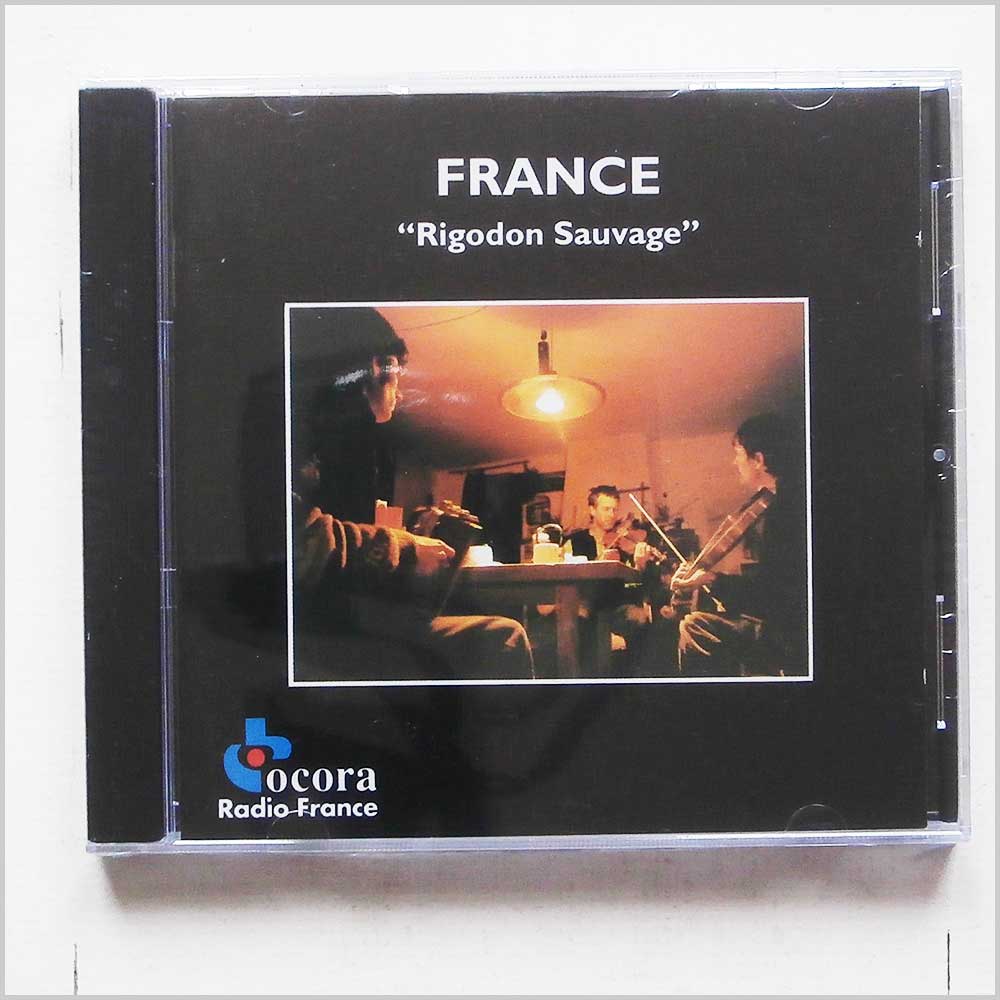 FRANCE
“Rigodon Sauvage”
ocora
Radio France